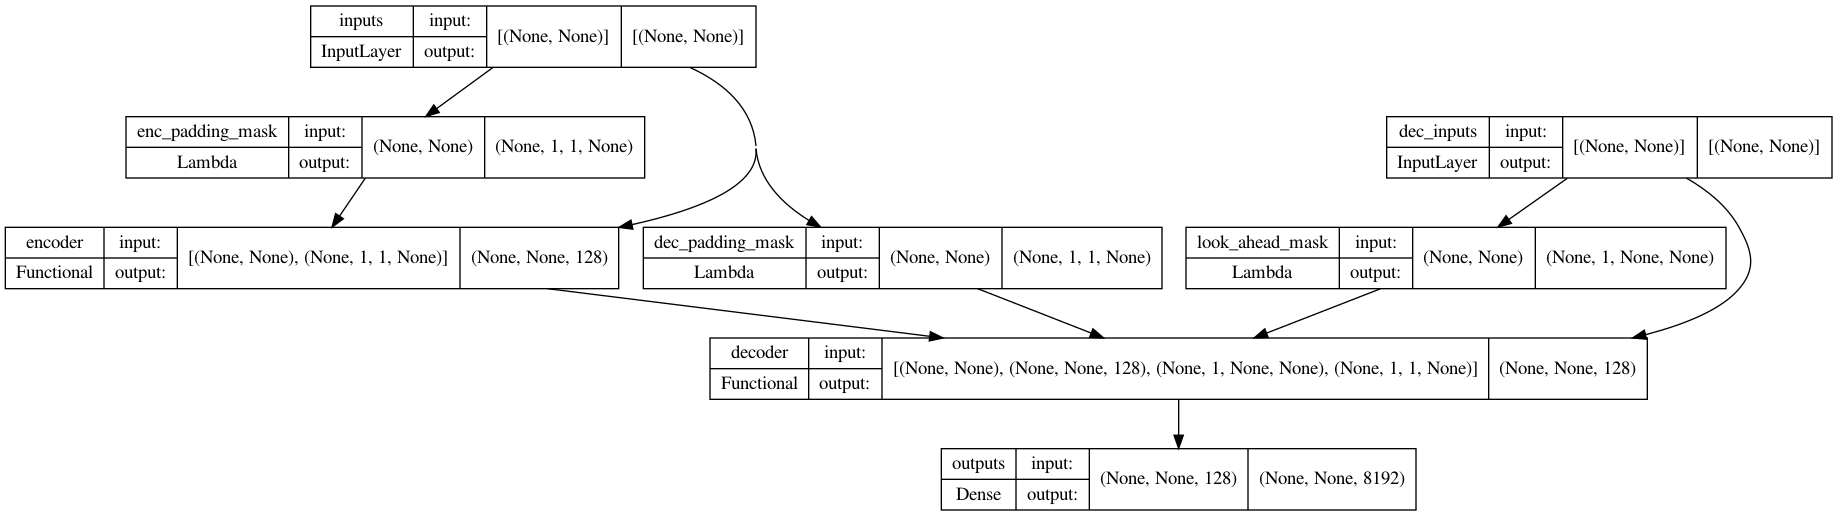 inputs
input:
InputLayer
output:
[(None, None)]
[(None, None)]
enc_padding_mask
input:
Lambda
output:
(None, None)
(None, 1, 1, None)
dec_inputs
input:
InputLayer
output:
[(None, None)]
[(None, None)]
encoder
input:
Functional
output:
[(None, None), (None, 1, 1, None)]
(None, None, 128)
dec_padding_mask
input:
Lambda
output:
(None, None)
(None, 1, 1, None)
look_ahead_mask
input:
Lambda
output:
(None, None)
(None, 1, None, None)
decoder
input:
Functional
output:
[(None, None), (None, None, 128), (None, 1, None, None), (None, 1, 1, None)]
(None, None, 128)
outputs
input:
Dense
output:
(None, None, 128)
(None, None, 8192)